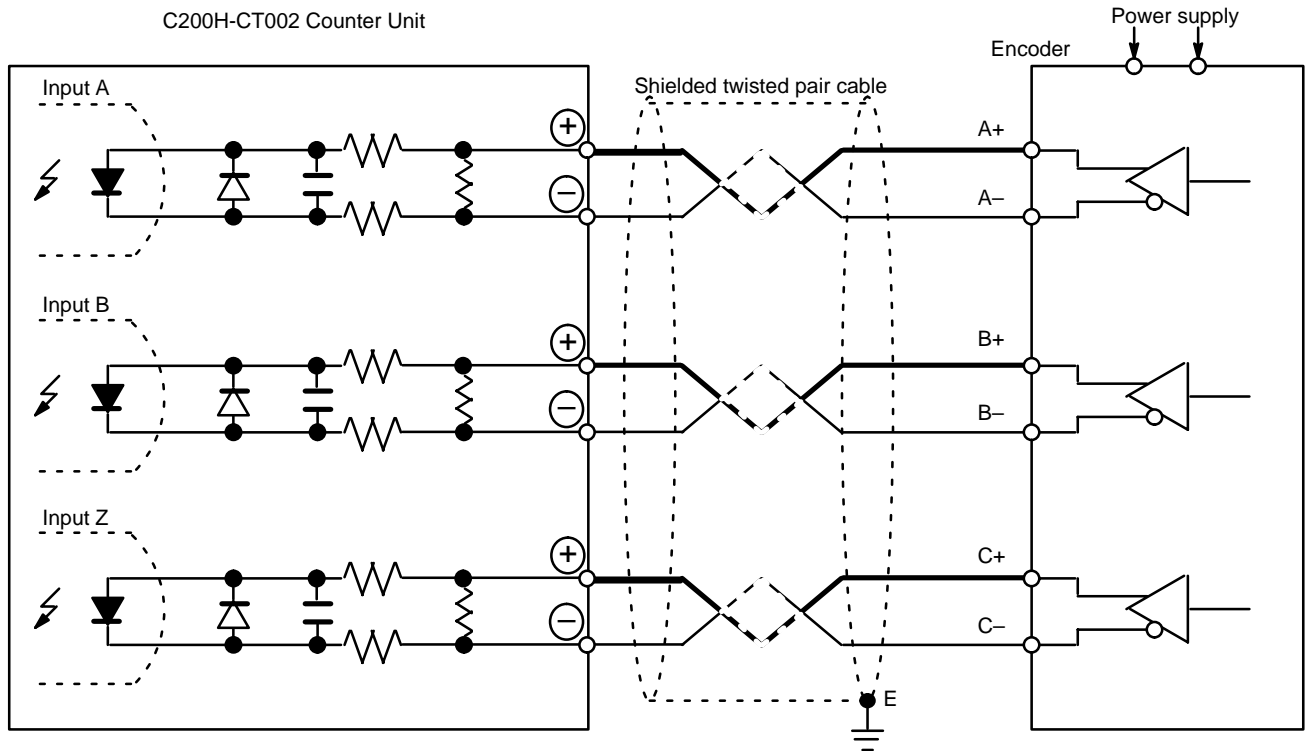 C200H-CT002 Counter Unit
Power supply
Encoder
Input A
Shielded twisted pair cable
+
A+
−
A–
Input B
+
B+
−
B–
Input Z
+
C+
−
C–
E